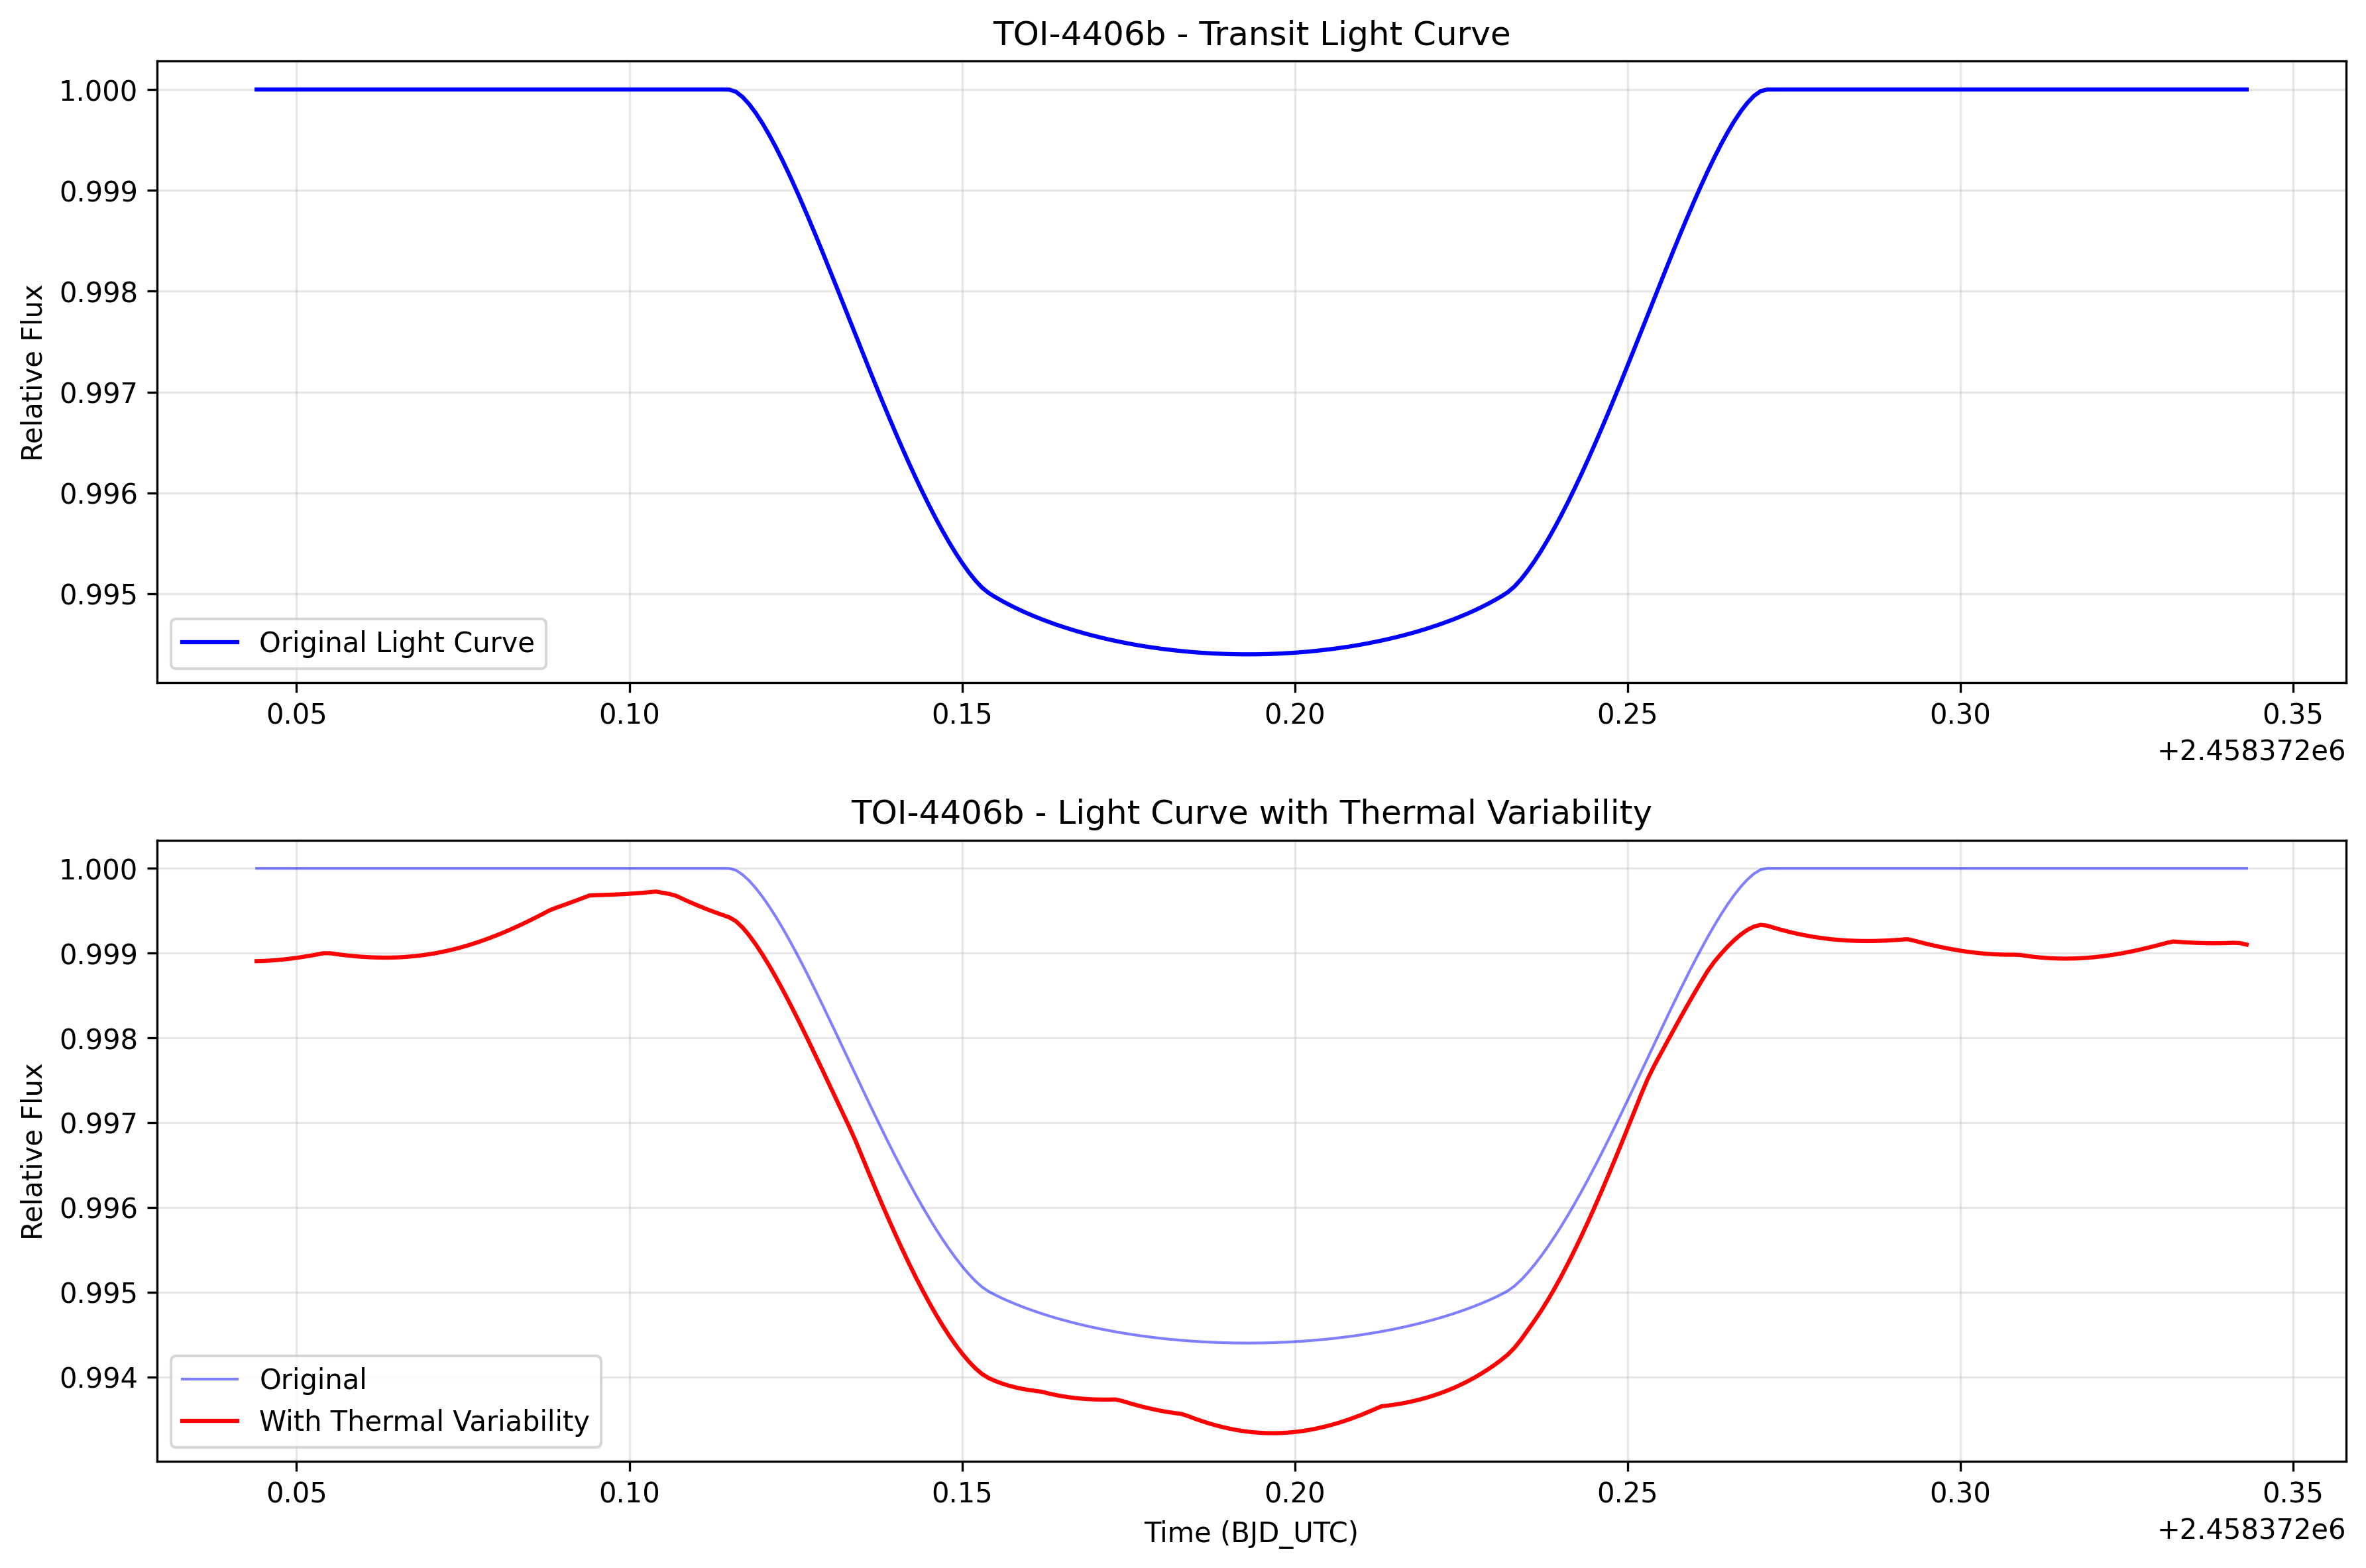 TOI-4406b - Transit Light Curve
1.000
0.999
0.998
0.997
0.996
0.995
Relative Flux
Original Light Curve
0.05 0.10 0.15 0.20 0.25 0.30 0.35
+2.458372e6
TOI-4406b - Light Curve with Thermal Variability
1.000
0.999
0.998
0.997
0.996
0.995
0.994
Relative Flux
Original
With Thermal Variability
0.05 0.10 0.15 0.20 0.25 0.30 0.35
Time (BJD_UTC)
+2.458372e6